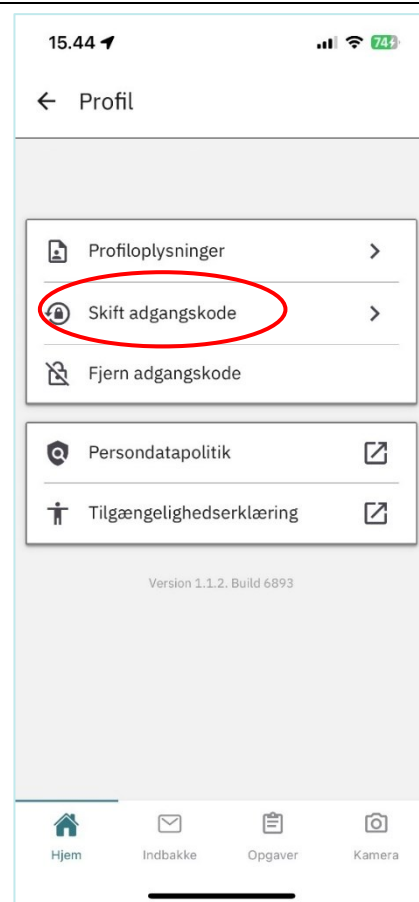 15.44
74
Profil
Profiloplysninger
Skift adgangskode
Fjern adgangskode
Persondatapolitik
Tilgængelighedserklæring
Version 1.1.2. Build 6893
Hjem Indbakke Opgaver Kamera